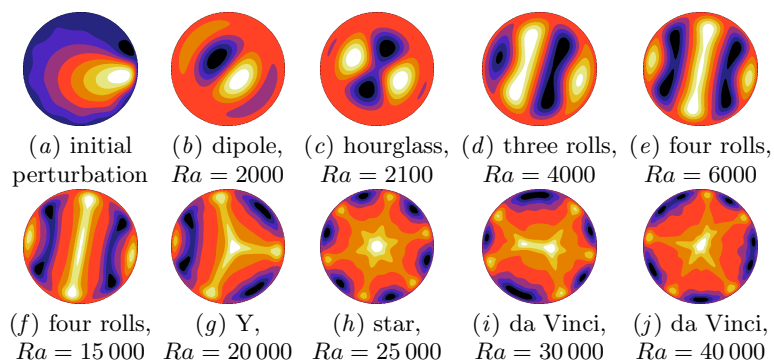 (a) initial perturbation
(b) dipole, Ra = 2000
(c) hourglass, Ra = 2100
(d) three rolls, Ra = 4000
(e) four rolls, Ra = 6000
(f) four rolls, Ra = 15 000
(g) Y, Ra = 20 000
(h) star, Ra = 25 000
(i) da Vinci, Ra = 30 000
(j) da Vinci, Ra = 40 000